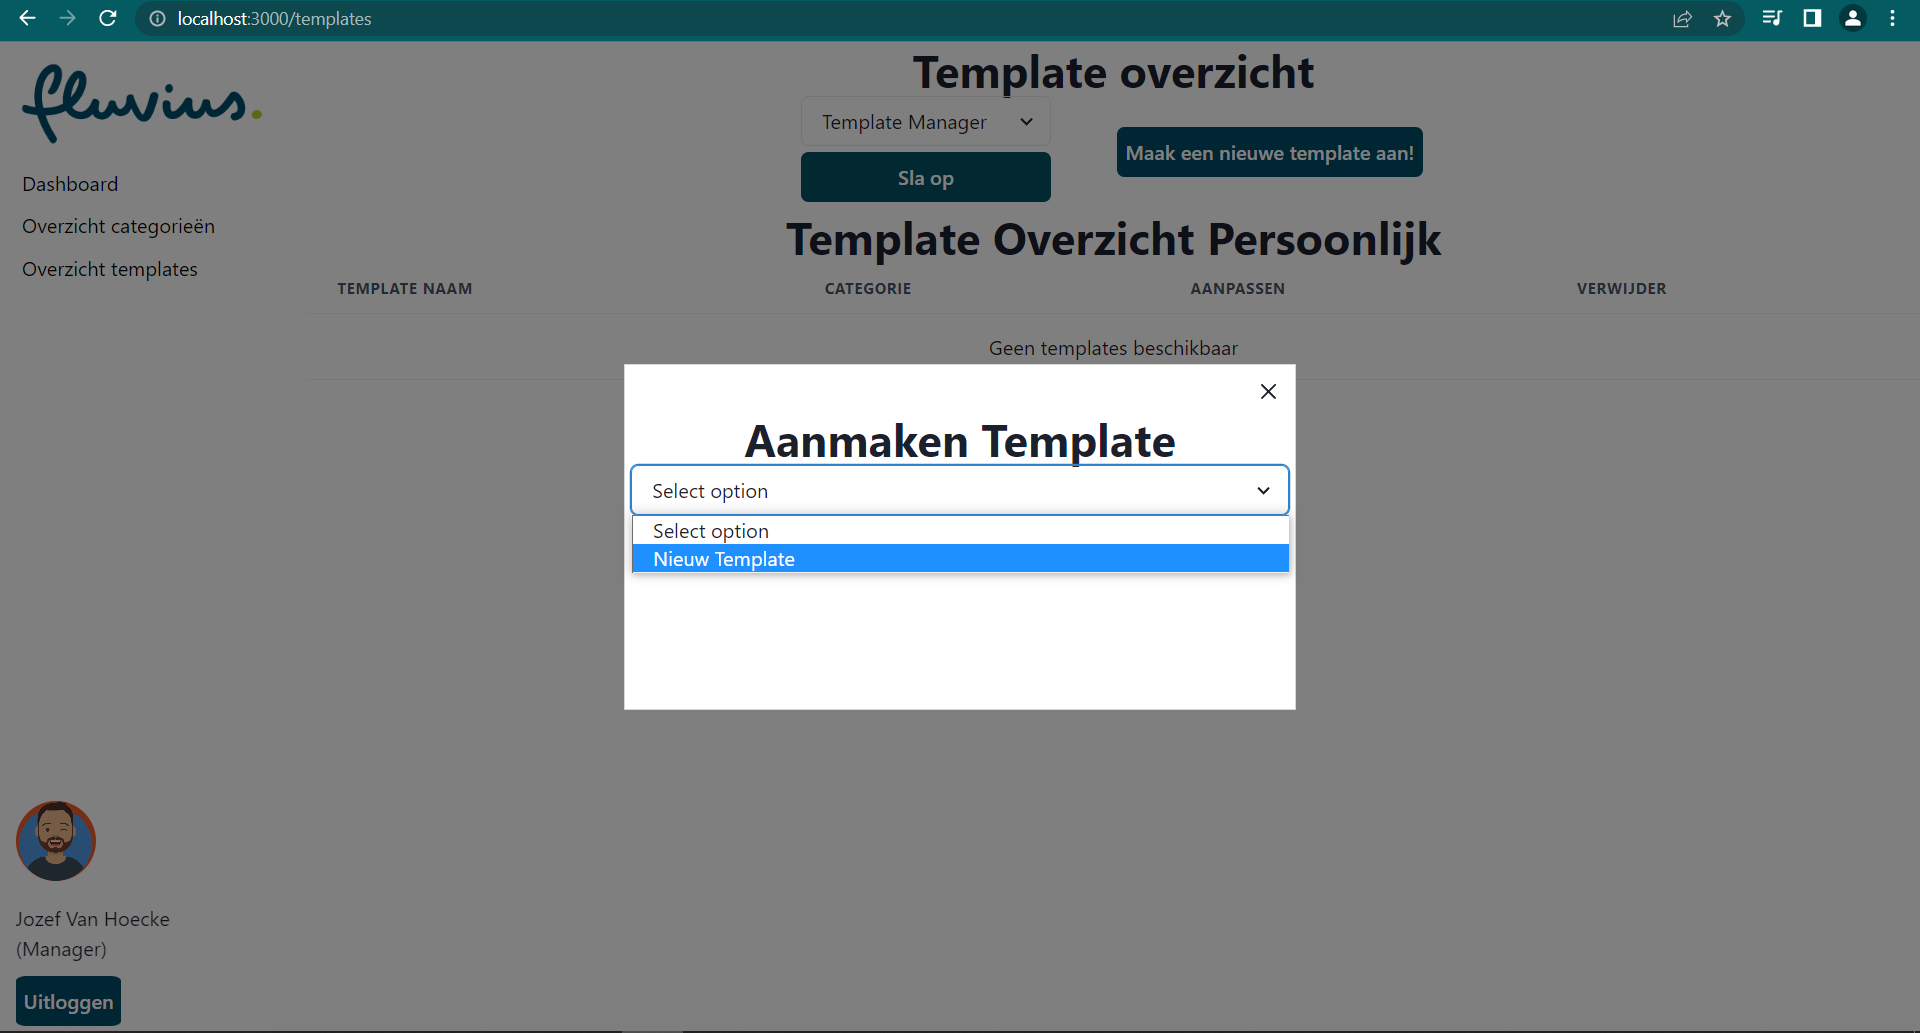 localhost:3000/templates
fluvius.
Dashboard
Overzicht categorieën
Overzicht templates
Template overzicht
Template Manager
Sla op
Maak een nieuwe template aan!
Template Overzicht Persoonlijk
TEMPLATE NAAM CATEGORIE AANPASSEN VERWIJDER
Geen templates beschikbaar
Aanmaken Template
Select option
Select option
Nieuw Template
Jozef Van Hoecke
(Manager)
Uitloggen